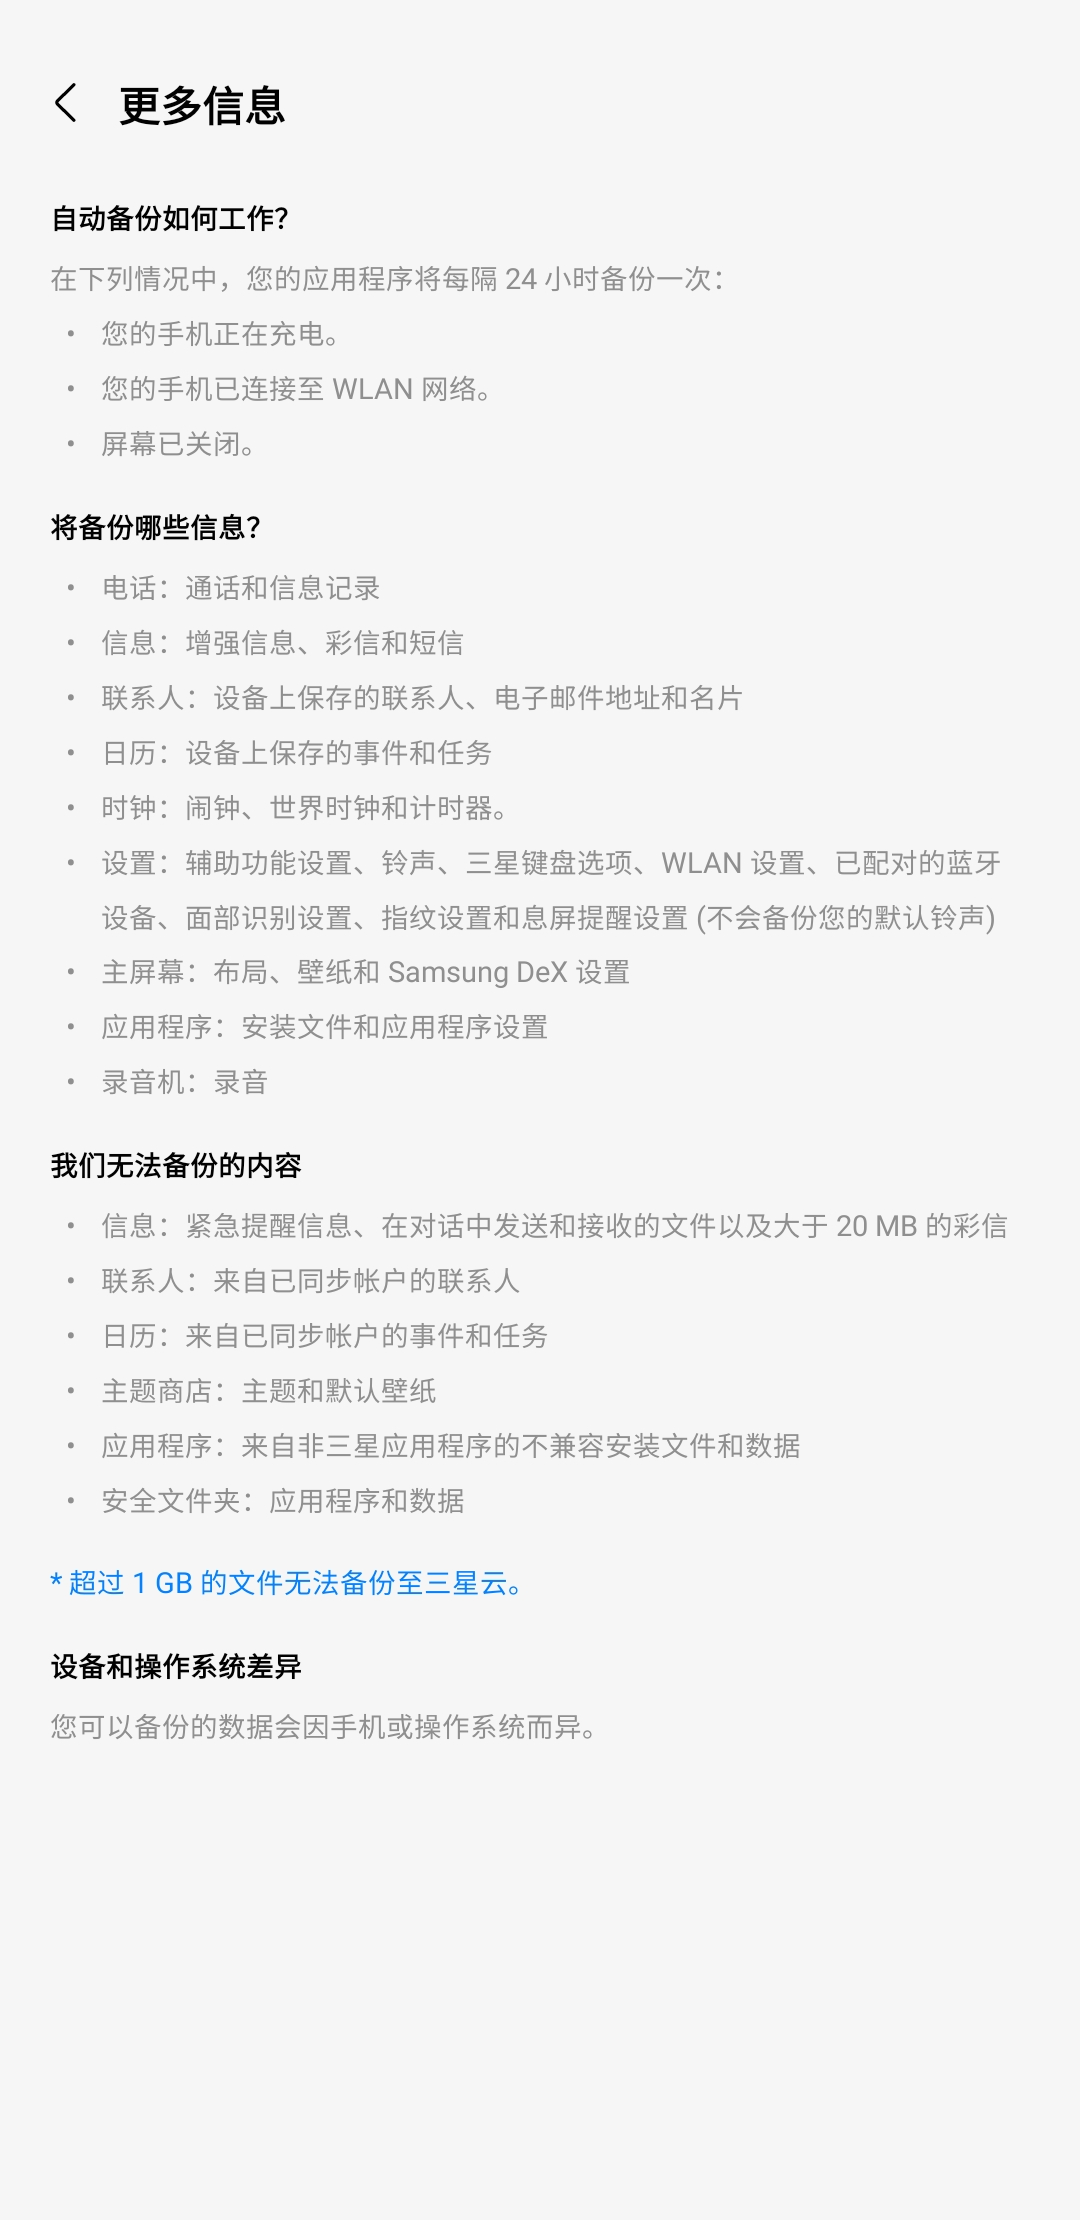 更多信息
自动备份如何工作?
在下列情况中，您的应用程序将每隔 24 小时备份一次：
• 您的手机正在充电。
• 您的手机已连接至 WLAN 网络。
• 屏幕已关闭。
将备份哪些信息?
• 电话：通话和信息记录
• 信息：增强信息、彩信和短信
• 联系人：设备上保存的联系人、电子邮件地址和名片
• 日历：设备上保存的事件和任务
• 时钟：闹钟、世界时钟和计时器。
• 设置：辅助功能设置、铃声、三星键盘选项、WLAN 设置、已配对的蓝牙
设备、面部识别设置、指纹设置和息屏提醒设置 (不会备份您的默认铃声)
• 主屏幕：布局、壁纸和 Samsung DeX 设置
• 应用程序：安装文件和应用程序设置
• 录音机：录音
我们无法备份的内容
• 信息：紧急提醒信息、在对话中发送和接收的文件以及大于 20 MB 的彩信
• 联系人：来自已同步帐户的联系人
• 日历：来自已同步帐户的事件和任务
• 主题商店：主题和默认壁纸
• 应用程序：来自非三星应用程序的不兼容安装文件和数据
• 安全文件夹：应用程序和数据
* 超过 1 GB 的文件无法备份至三星云。
设备和操作系统差异
您可以备份的数据会因手机或操作系统而异。